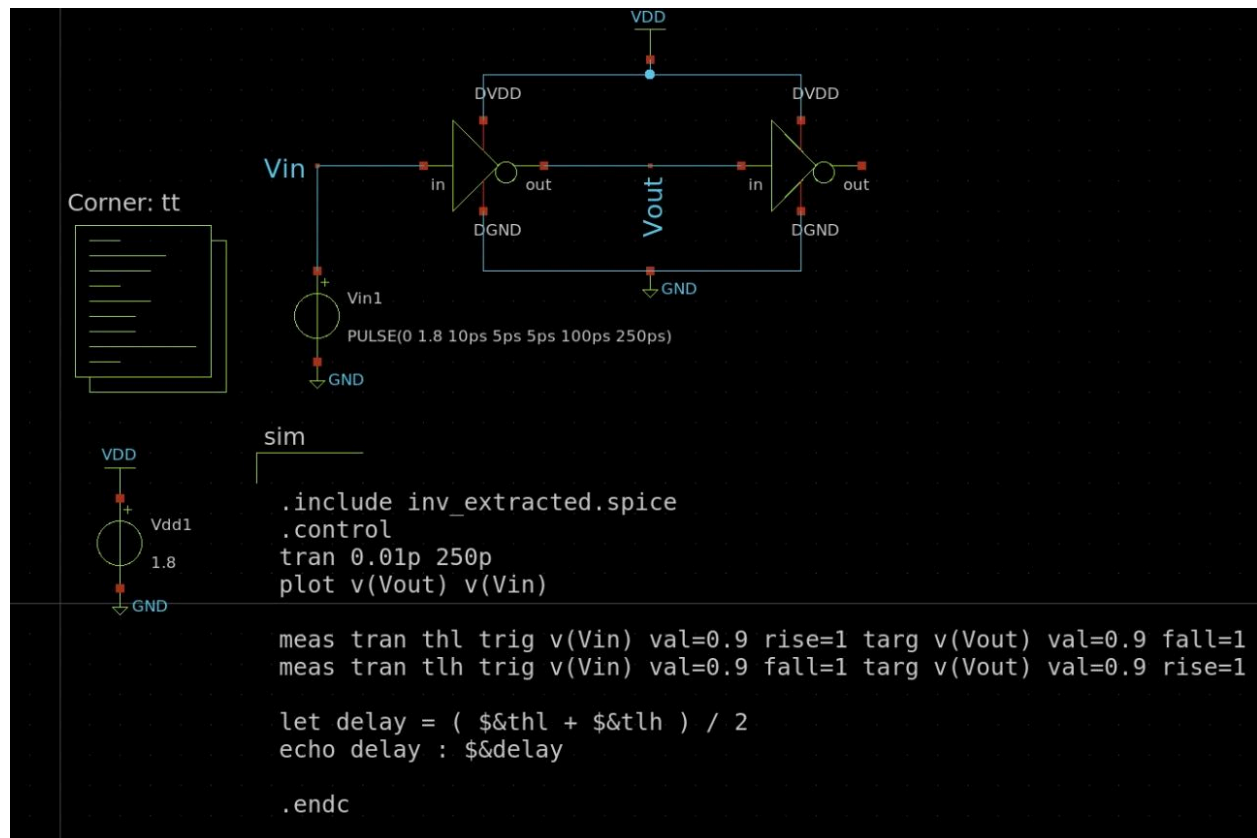 VDD
DVDD
DVDD
Vin
in
out
Vout
in
out
Corner: tt
DGND
DGND
GND
+
Vin1
PULSE(0 1.8 10ps 5ps 5ps 100ps 250ps)
GND
sim
VDD
+
Vdd1
1.8
GND
.include inv_extracted.spice
.control
tran 0.01p 250p
plot v(Vout) v(Vin)
meas tran thl trig v(Vin) val=0.9 rise=1 targ v(Vout) val=0.9 fall=1
meas tran tlh trig v(Vin) val=0.9 fall=1 targ v(Vout) val=0.9 rise=1
let delay = ( $&thl + $&tlh ) / 2
echo delay : $&delay
.endc